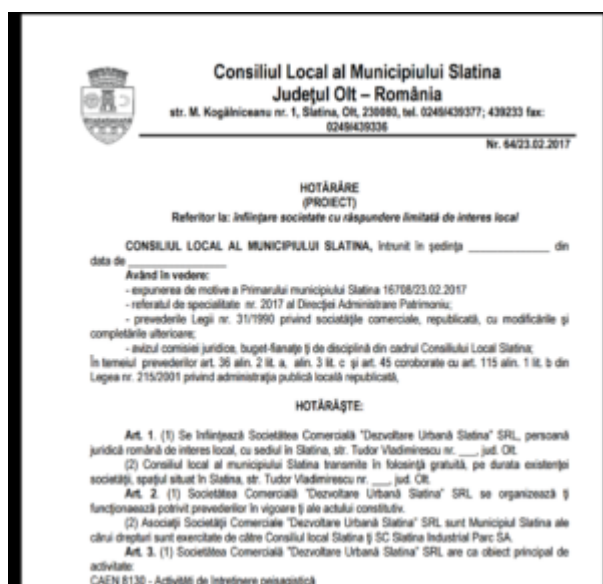 Consiliul Local al Municipiului Slatina
Județul Olt – România
str. M. Kogălniceanu nr. 1, Slatina, Olt, 230080, tel. 0249/439377; 439233 fax:
0249/439336
Nr. 64/23.02.2017
HOTĂRÂRE
(PROIECT)
Referitor la: înființare societate cu răspundere limitată de interes local
CONSILIUL LOCAL AL MUNICIPIULUI SLATINA, întrunit în ședința ____________ din
data de _______________
Având în vedere:
- expunerea de motive a Primarului municipiului Slatina 16708/23.02.2017
- referatul de specialitate nr. 2017 al Direcției Administrare Patrimoniu;
- prevederile Legii nr. 31/1990 privind societățile comerciale, republicată, cu modificările și
completările ulterioare;
- avizul comisiei juridice, buget-fianațe ți de disciplină din cadrul Consiliului Local Slatina;
În temeiul prevederilor art. 36 alin. 2 lit. a, alin. 3 lit. c și art. 45 coroborate cu art. 115 alin. 1 lit. b din
Legea nr. 215/2001 privind administrația publică locală republicată,
HOTĂRĂȘTE:
Art. 1. (1) Se înființează Societătea Comercială "Dezvoltare Urbană Slatina" SRL, persoană
juridică română de interes local, cu sediul în Slatina, str. Tudor Vladimirescu nr. ___, jud. Olt.
(2) Consiliul local al municipiului Slatina transmite în folosință gratuită, pe durata existenței
societății, spațiul situat în Slatina, str. Tudor Vladimirescu nr. ___, jud. Olt.
Art. 2. (1) Societătea Comercială "Dezvoltare Urbană Slatina" SRL se organizează ți
funcționaează potrivit prevederilor în vigoare ți ale actului constitutiv.
(2) Asociații Societății Comerciale "Dezvoltare Urbană Slatina" SRL sunt Municipiul Slatina ale
cărui drepturi sunt exercitate de către Consiliul local Slatina ți SC Slatina Industrial Parc SA.
Art. 3. (1) Societătea Comercială "Dezvoltare Urbană Slatina" SRL are ca obiect principal de
activitate:
CAEN 8130 - Activități de întreținere peisagistică